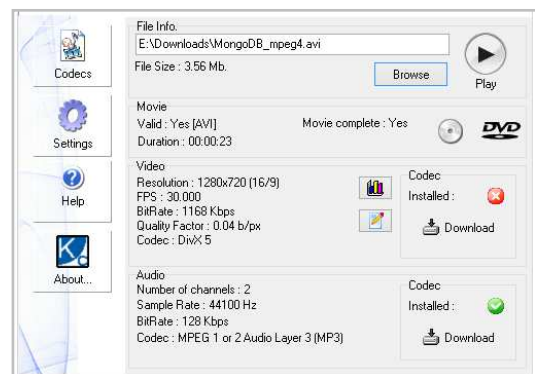 Codecs
Settings
Help
K
About...
File Info.
E:\Downloads\MongoDB_mpeg4.avi
File Size : 3.56 Mb.
Browse
Play
Movie
Valid : Yes [AVI]
Movie complete : Yes
Duration : 00:00:23
DVD
Video
Resolution : 1280x720 (16/9)
FPS : 30.000
BitRate : 1168 Kbps
Quality Factor : 0.04 b/px
Codec : DivX 5
Codec
Installed :
Download
Audio
Number of channels : 2
Sample Rate : 44100 Hz
BitRate : 128 Kbps
Codec : MPEG 1 or 2 Audio Layer 3 (MP3)
Codec
Installed :
Download